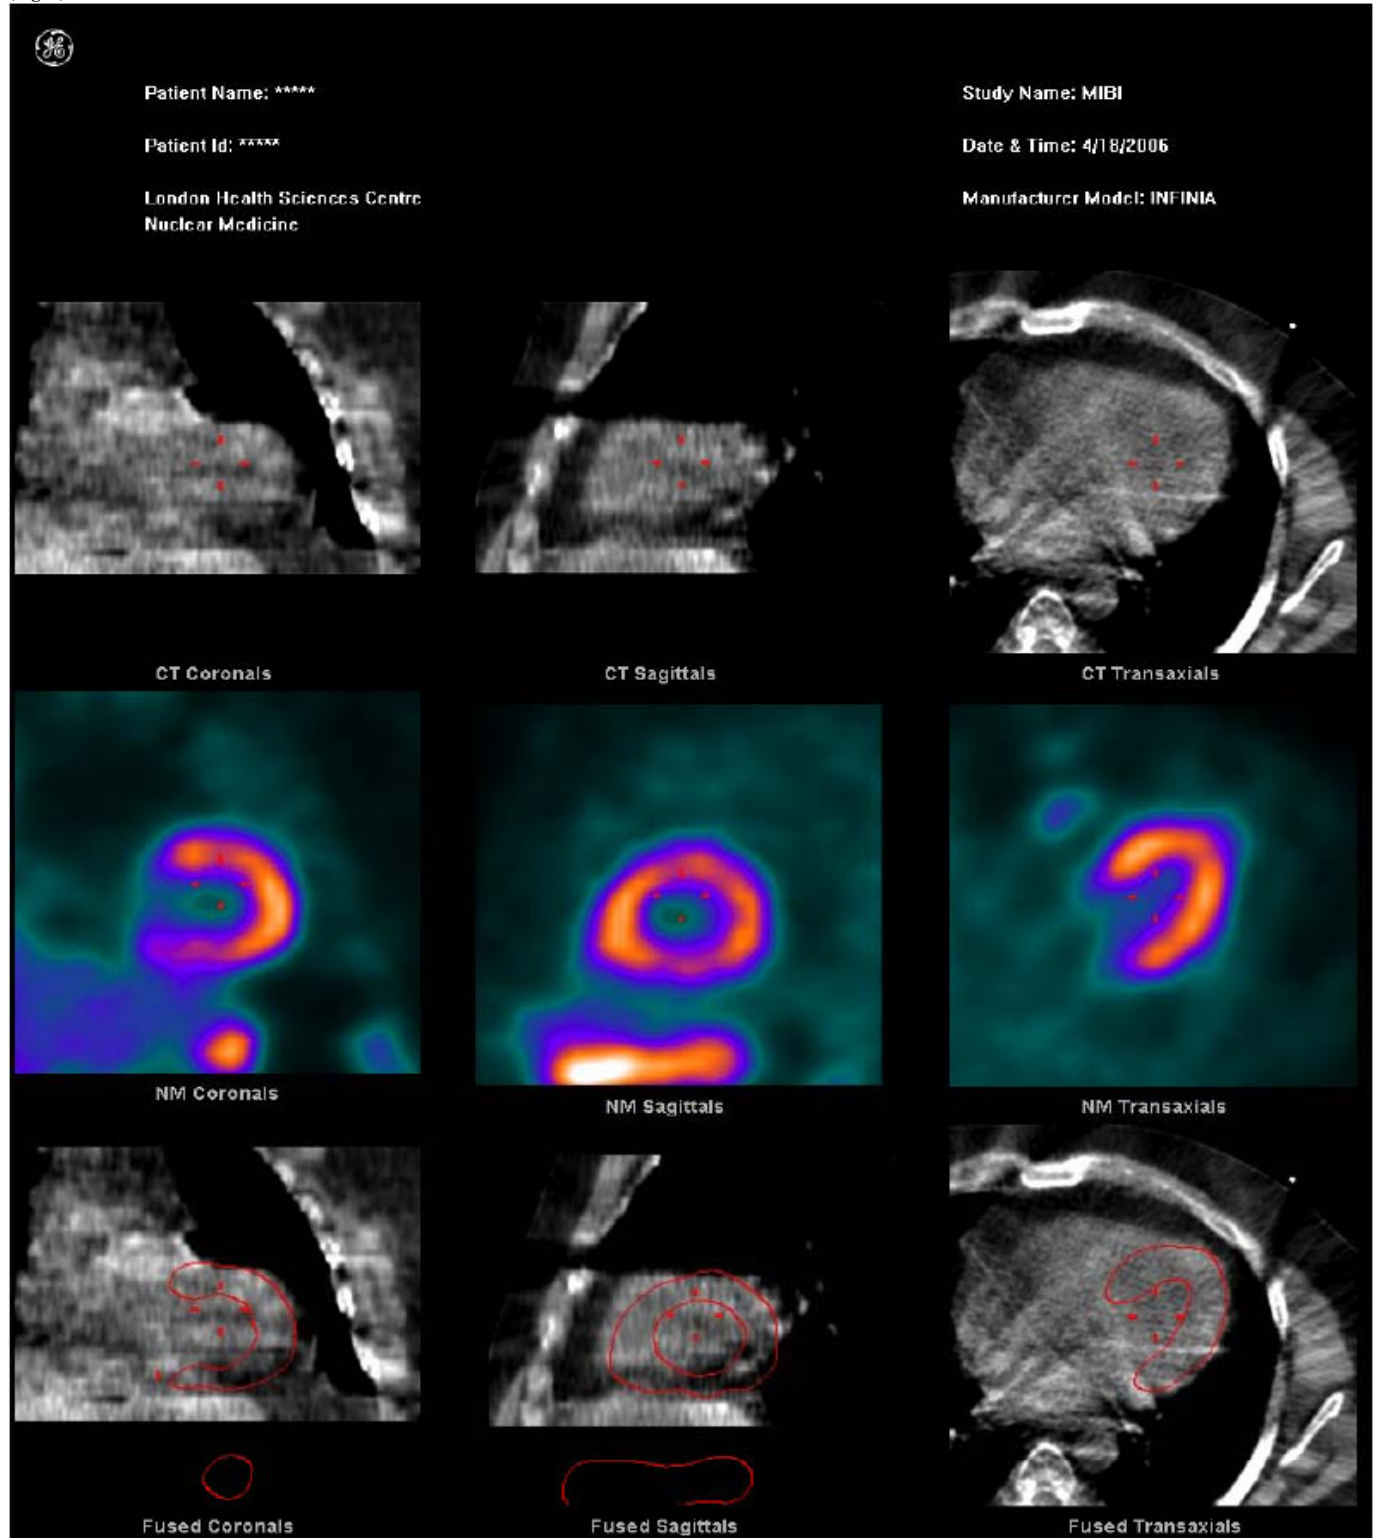 Patient Name: *****
Study Name: MIBI
Patient Id: *****
Date & Time: 4/18/2006
London Health Sciences Centre
Manufacturer Model: INFINIA
Nuclear Medicine
CT Coronals
CT Sagittals
CT Transaxials
NM Coronals
NM Sagittals
NM Transaxials
Fused Coronals
Fused Sagittals
Fused Transaxials